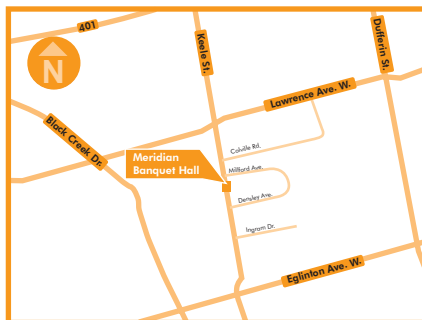 401
Keele St.
Dufferin St.
N
Lawrence Ave. W.
Black Creek Dr.
Colville Rd.
Meridian
Banquet Hall
Millford Ave.
Densley Ave.
Ingram Dr.
Eglinton Ave. W.